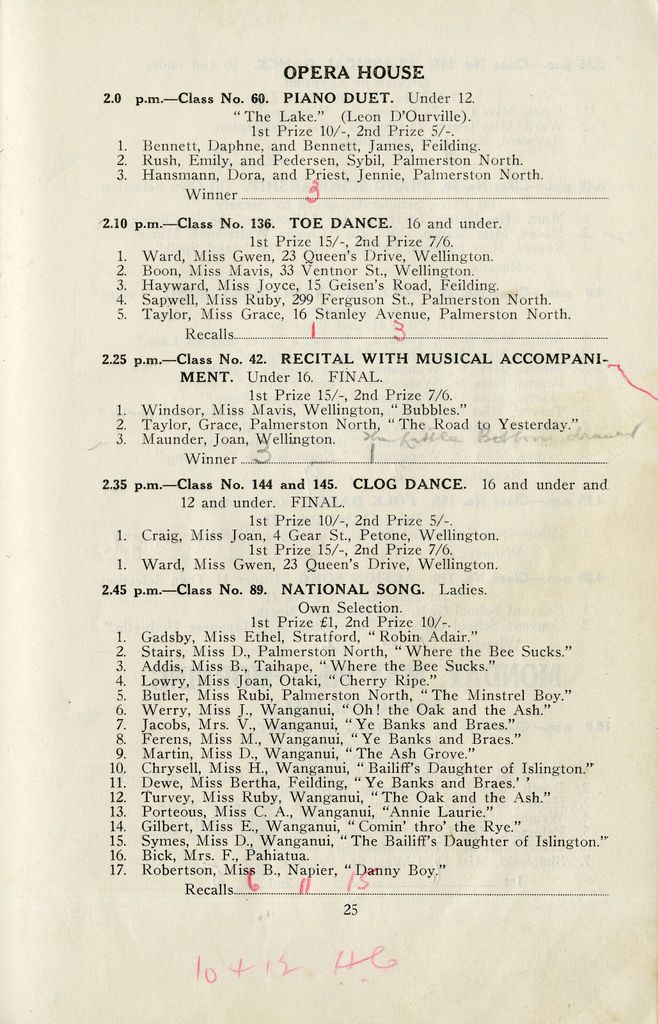 OPERA HOUSE
2.0 p.m.—Class No. 60. PIANO DUET. Under 12.
"The Lake." (Leon D'Ourville).
1st Prize 10/-, 2nd Prize 5/-.
1. Bennett, Daphne, and Bennett, James, Feilding.
2. Rush, Emily, and Pedersen, Sybil, Palmerston North.
3. Hansmann, Dora, and Priest, Jennie, Palmerston North.
Winner 3
2.10 p.m.—Class No. 136. TOE DANCE. 16 and under.
1st Prize 15/-, 2nd Prize 7/6.
1. Ward, Miss Gwen, 23 Queen's Drive, Wellington.
2. Boon, Miss Mavis, 33 Ventnor St., Wellington.
3. Hayward, Miss Joyce, 15 Geisen's Road, Feilding.
4. Sapwell, Miss Ruby, 299 Ferguson St., Palmerston North.
5. Taylor, Miss Grace, 16 Stanley Avenue, Palmerston North.
Recalls 1 3
2.25 p.m.—Class No. 42. RECITAL WITH MUSICAL ACCOMPANI-
MENT. Under 16. FINAL.
1st Prize 15/-, 2nd Prize 7/6.
1. Windsor, Miss Mavis, Wellington, "Bubbles."
2. Taylor, Grace, Palmerston North, "The Road to Yesterday."
3. Maunder, Joan, Wellington. The little Bottom drawer
Winner 3 — 1
2.35 p.m.—Class No. 144 and 145. CLOG DANCE. 16 and under and
12 and under. FINAL.
1st Prize 10/-, 2nd Prize 5/-.
1. Craig, Miss Joan, 4 Gear St., Petone, Wellington.
1st Prize 15/-, 2nd Prize 7/6.
1. Ward, Miss Gwen, 23 Queen's Drive, Wellington.
2.45 p.m.—Class No. 89. NATIONAL SONG. Ladies.
Own Selection.
1st Prize £1, 2nd Prize 10/-.
1. Gadsby, Miss Ethel, Stratford, "Robin Adair."
2. Stairs, Miss D., Palmerston North, "Where the Bee Sucks."
3. Addis, Miss B., Taihape, "Where the Bee Sucks."
4. Lowry, Miss Joan, Otaki, "Cherry Ripe."
5. Butler, Miss Rubi, Palmerston North, "The Minstrel Boy."
6. Werry, Miss J., Wanganui, "Oh! the Oak and the Ash."
7. Jacobs, Mrs. V., Wanganui, "Ye Banks and Braes."
8. Ferens, Miss M., Wanganui, "Ye Banks and Braes."
9. Martin, Miss D., Wanganui, "The Ash Grove."
10. Chrysell, Miss H., Wanganui, "Bailiff's Daughter of Islington."
11. Dewe, Miss Bertha, Feilding, "Ye Banks and Braes.' '
12. Turvey, Miss Ruby, Wanganui, "The Oak and the Ash."
13. Porteous, Miss C. A., Wanganui, "Annie Laurie."
14. Gilbert, Miss E., Wanganui, "Comin' thro' the Rye."
15. Symes, Miss D., Wanganui, "The Bailiff's Daughter of Islington."
16. Bick, Mrs. F., Pahiatua.
17. Robertson, Miss B., Napier, "Danny Boy."
Recalls 6 11 15
25
10 + 12 H6